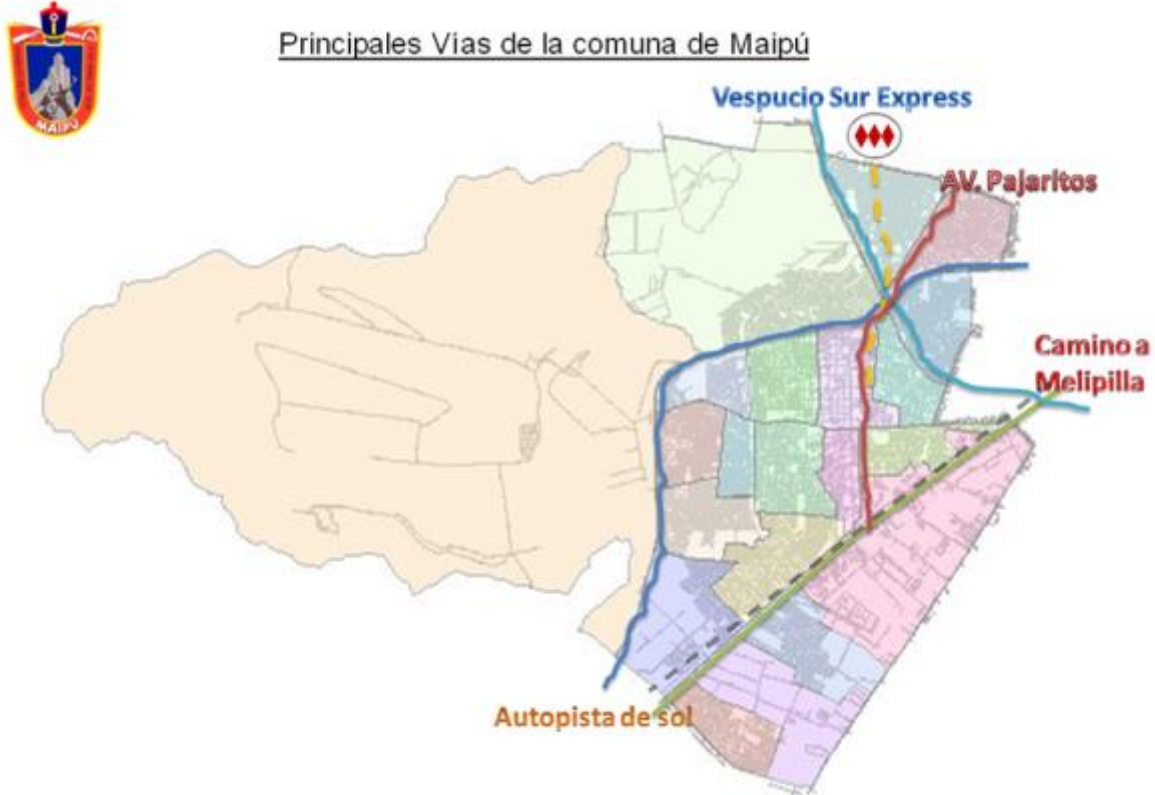 Principales Vías de la comuna de Maipú
MAIPÚ
Vespucio Sur Express
AV. Pajaritos
Camino a
Melipilla
Autopista de sol